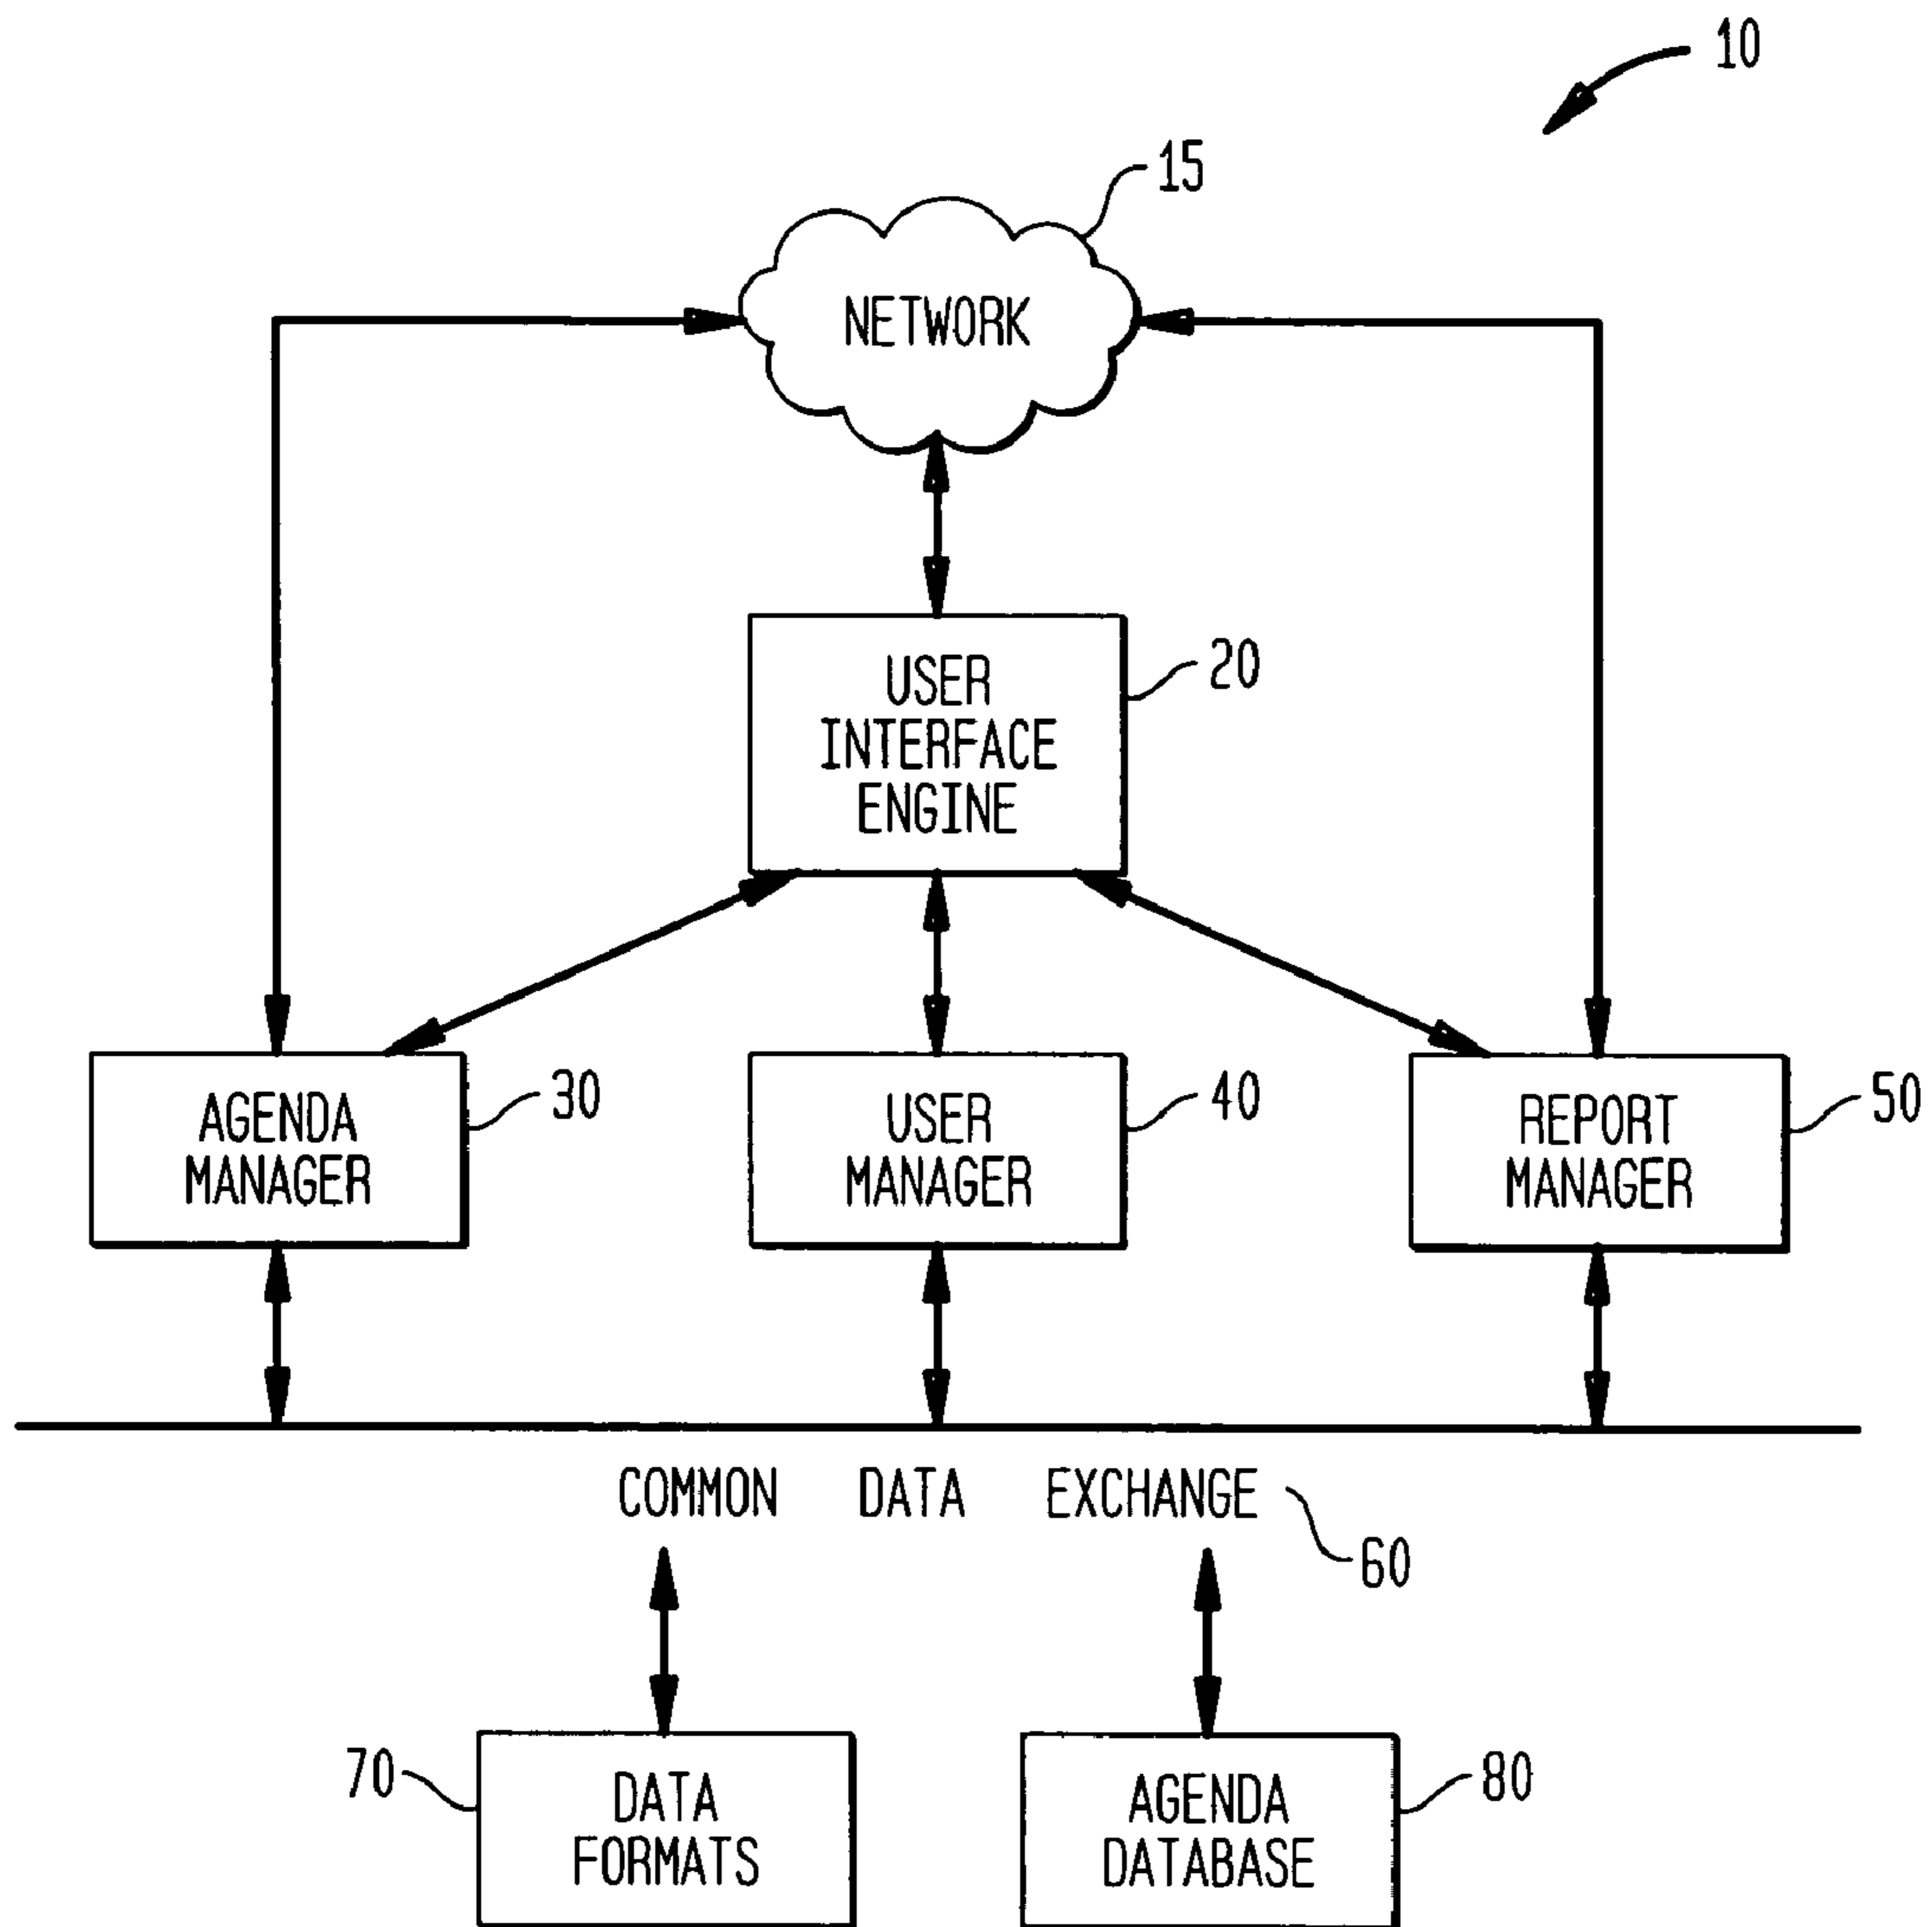 10
15
NETWORK
20
USER
INTERFACE
ENGINE
30
AGENDA
MANAGER
40
USER
MANAGER
50
REPORT
MANAGER
COMMON DATA EXCHANGE
60
70
DATA
FORMATS
80
AGENDA
DATABASE